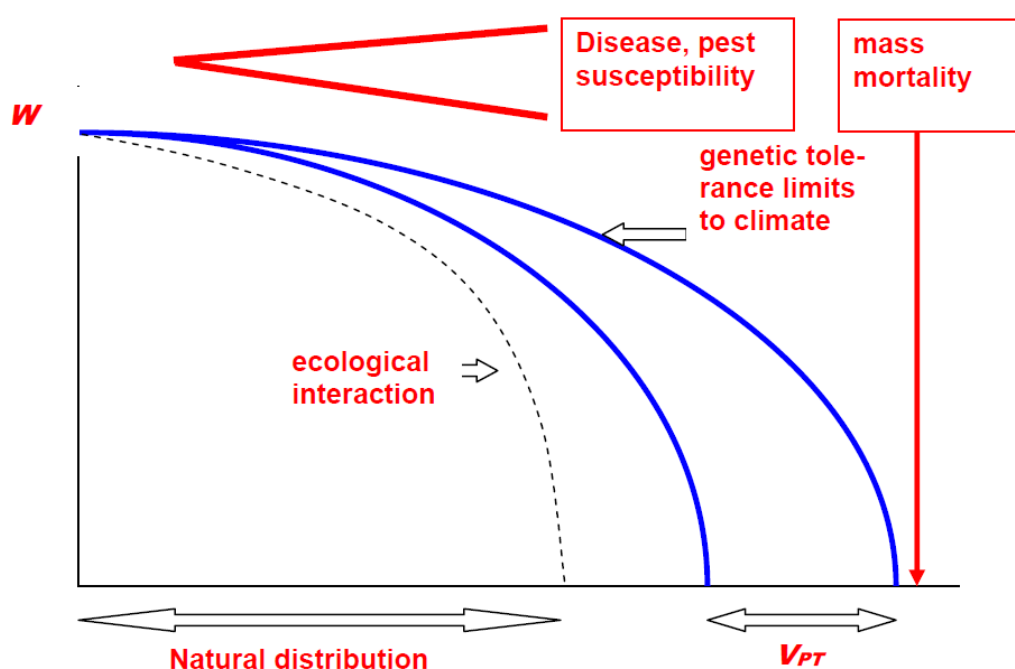 Disease, pest
susceptibility
mass
mortality
W
genetic tole-
rance limits
to climate
ecological
interaction
Natural distribution
VPT